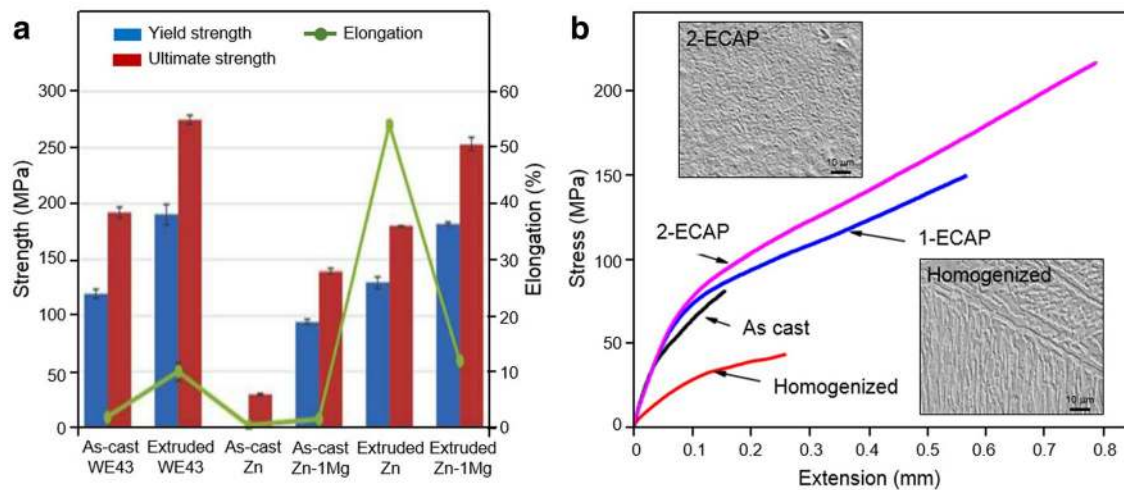 a
Yield strength
Elongation
Ultimate strength
300
250
200
150
100
50
0
Strength (MPa)
60
50
40
30
20
10
0
Elongation (%)
As-cast
WE43
Extruded
WE43
As-cast
Zn
As-cast
Zn-1Mg
Extruded
Zn
Extruded
Zn-1Mg
b
2-ECAP
10 µm
200
150
100
50
0
Stress (MPa)
2-ECAP
1-ECAP
Homogenized
10 µm
As cast
Homogenized
0 0.1 0.2 0.3 0.4 0.5 0.6 0.7 0.8
Extension (mm)